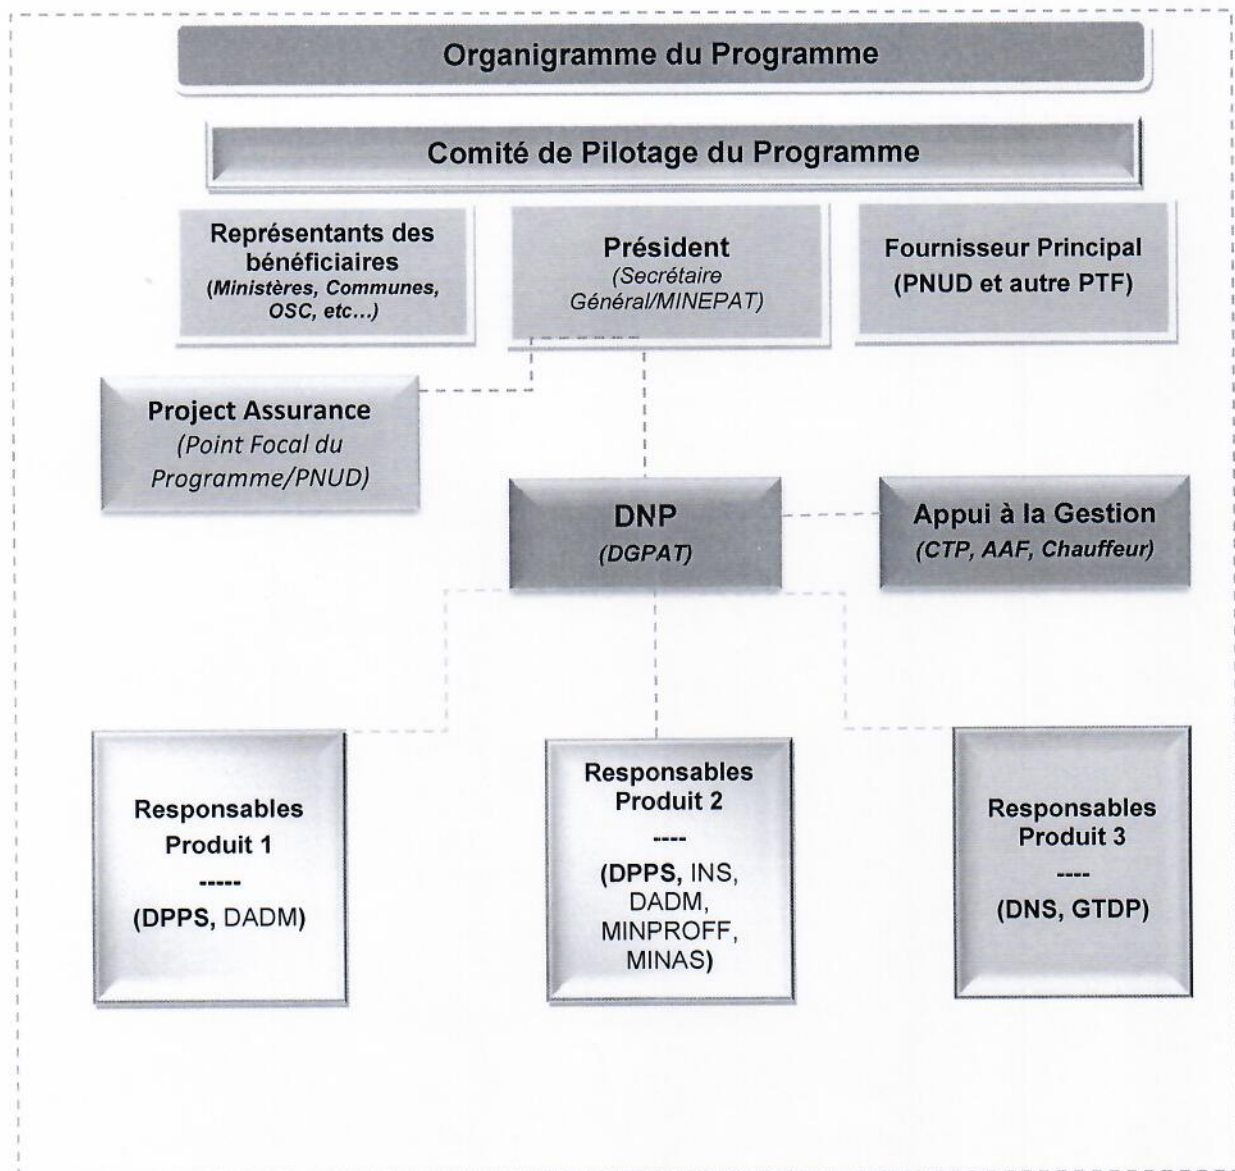 Organigramme du Programme
Comité de Pilotage du Programme
Représentants des
bénéficiaires
(Ministères, Communes,
OSC, etc...)
Président
(Secrétaire
Général/MINEPAT)
Fournisseur Principal
(PNUD et autre PTF)
Project Assurance
(Point Focal du
Programme/PNUD)
DNP
(DGPAT)
Appui à la Gestion
(CTP, AAF, Chauffeur)
Responsables
Produit 1
-----
(DPPS, DADM)
Responsables
Produit 2
----
(DPPS, INS,
DADM,
MINPROFF,
MINAS)
Responsables
Produit 3
----
(DNS, GTDP)